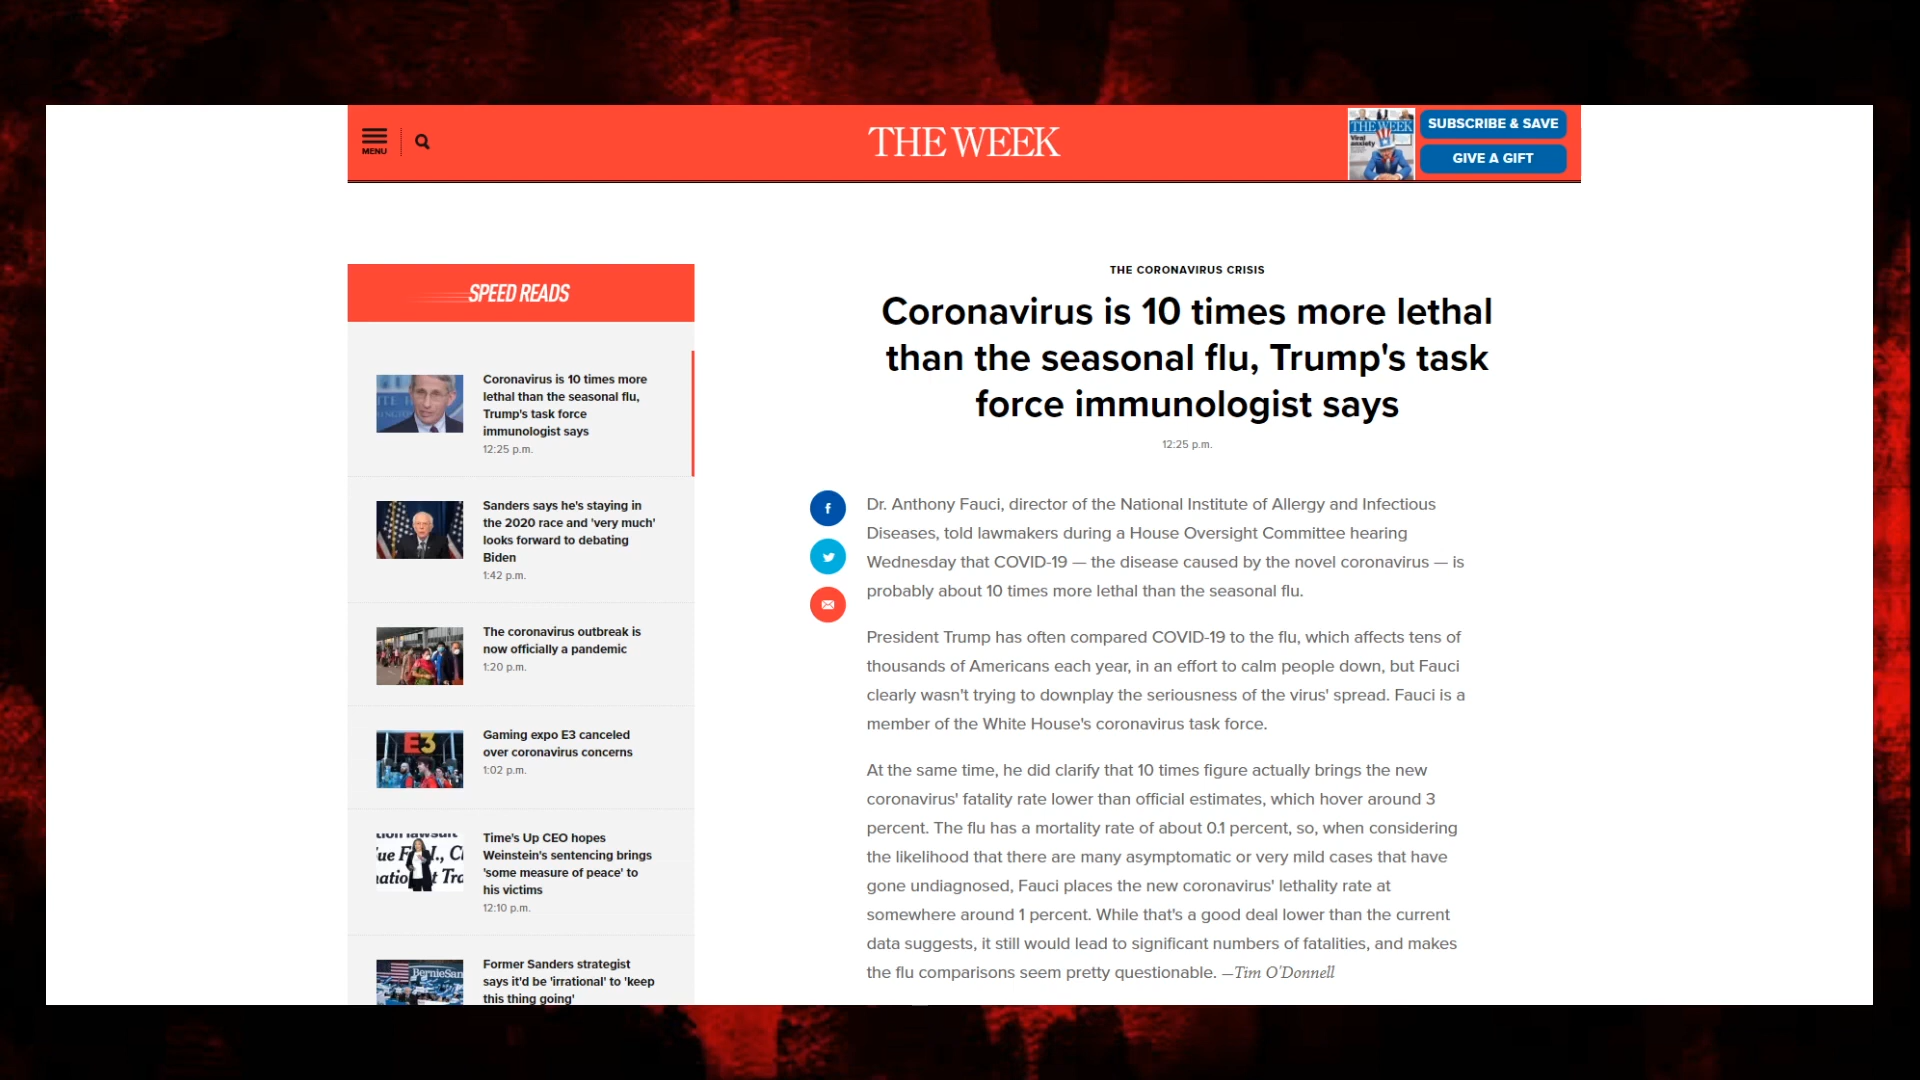 MENU
THE WEEK
THE WEEK
SUBSCRIBE & SAVE
GIVE A GIFT
SPEED READS
Coronavirus is 10 times more
lethal than the seasonal flu,
Trump's task force
immunologist says
12:25 p.m.
Sanders says he's staying in
the 2020 race and 'very much'
looks forward to debating
Biden
1:42 p.m.
The coronavirus outbreak is
now officially a pandemic
1:20 p.m.
E3
Gaming expo E3 canceled
over coronavirus concerns
1:02 p.m.
Time's Up CEO hopes
Weinstein's sentencing brings
'some measure of peace' to
his victims
12:10 p.m.
BernieSan
Former Sanders strategist
says it'd be 'irrational' to 'keep
this thing going'
THE CORONAVIRUS CRISIS
Coronavirus is 10 times more lethal
than the seasonal flu, Trump's task
force immunologist says
12:25 p.m.
Dr. Anthony Fauci, director of the National Institute of Allergy and Infectious
Diseases, told lawmakers during a House Oversight Committee hearing
Wednesday that COVID-19 — the disease caused by the novel coronavirus — is
probably about 10 times more lethal than the seasonal flu.
President Trump has often compared COVID-19 to the flu, which affects tens of
thousands of Americans each year, in an effort to calm people down, but Fauci
clearly wasn't trying to downplay the seriousness of the virus' spread. Fauci is a
member of the White House's coronavirus task force.
At the same time, he did clarify that 10 times figure actually brings the new
coronavirus' fatality rate lower than official estimates, which hover around 3
percent. The flu has a mortality rate of about 0.1 percent, so, when considering
the likelihood that there are many asymptomatic or very mild cases that have
gone undiagnosed, Fauci places the new coronavirus' lethality rate at
somewhere around 1 percent. While that's a good deal lower than the current
data suggests, it still would lead to significant numbers of fatalities, and makes
the flu comparisons seem pretty questionable. —Tim O'Donnell